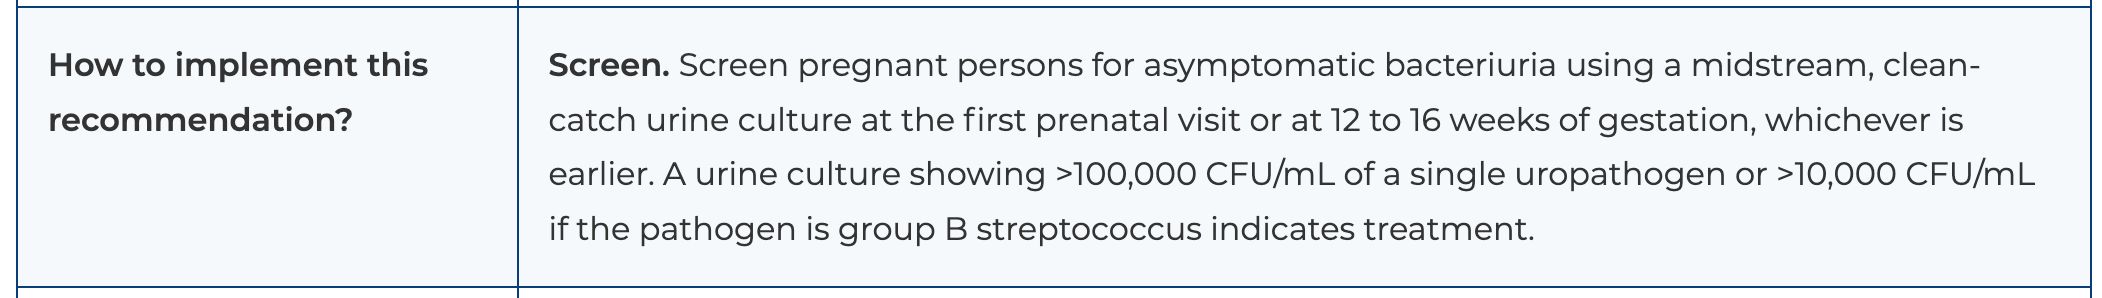 How to implement this
recommendation?
Screen. Screen pregnant persons for asymptomatic bacteriuria using a midstream, clean-
catch urine culture at the first prenatal visit or at 12 to 16 weeks of gestation, whichever is
earlier. A urine culture showing >100,000 CFU/mL of a single uropathogen or >10,000 CFU/mL
if the pathogen is group B streptococcus indicates treatment.